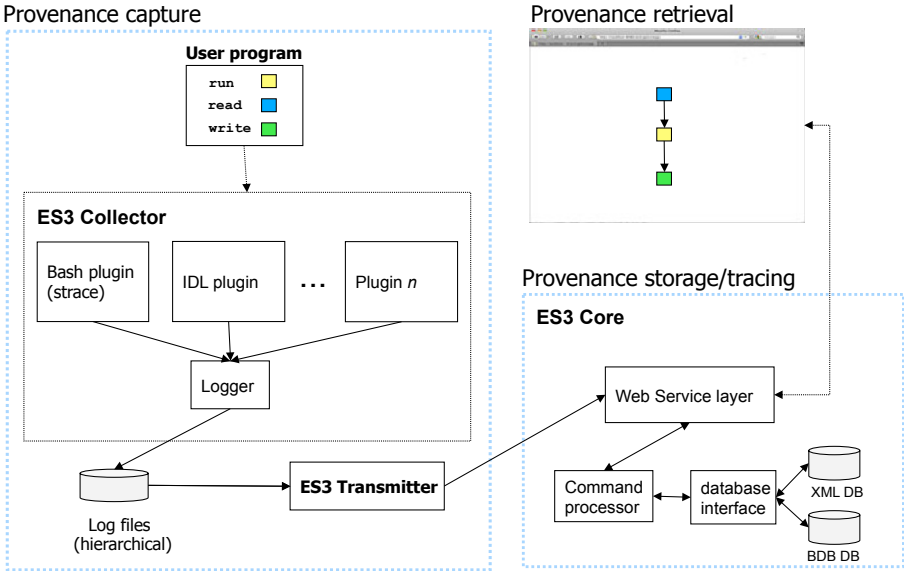 Provenance capture
User program
run
read
write
ES3 Collector
Bash plugin
(strace)
IDL plugin
...
Plugin n
Logger
Log files
(hierarchical)
ES3 Transmitter
Provenance retrieval
Provenance storage/tracing
ES3 Core
Web Service layer
Command
processor
database
interface
XML DB
BDB DB